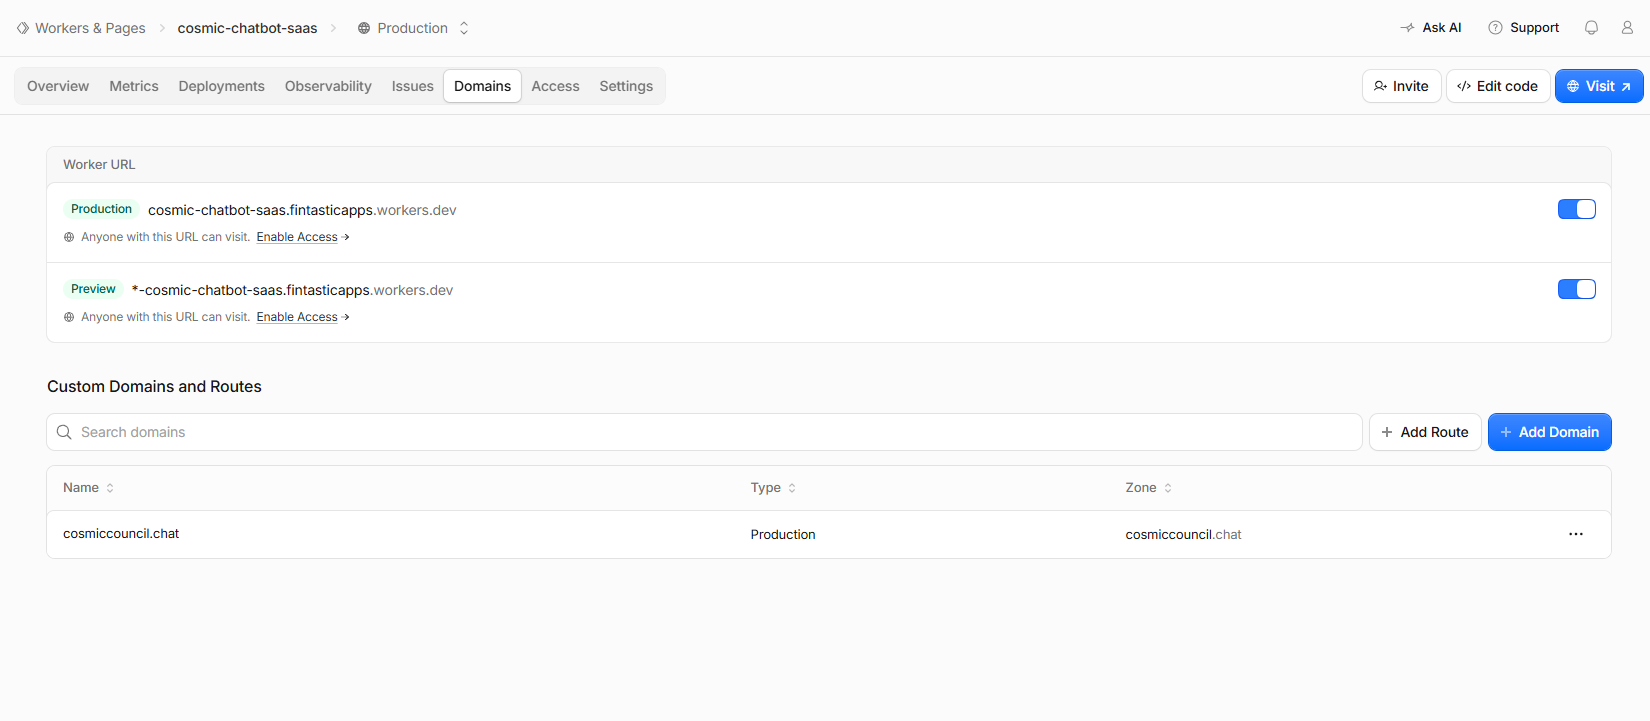 Workers & Pages cosmic-chatbot-saas Production Ask AI Support
Overview Metrics Deployments Observability Issues Domains Access Settings Invite </> Edit code Visit
Worker URL
Production cosmic-chatbot-saas.fintasticapps.workers.dev
Anyone with this URL can visit. Enable Access →
Preview *-cosmic-chatbot-saas.fintasticapps.workers.dev
Anyone with this URL can visit. Enable Access →
Custom Domains and Routes
Search domains + Add Route + Add Domain
Name Type Zone
cosmiccouncil.chat Production cosmiccouncil.chat ...